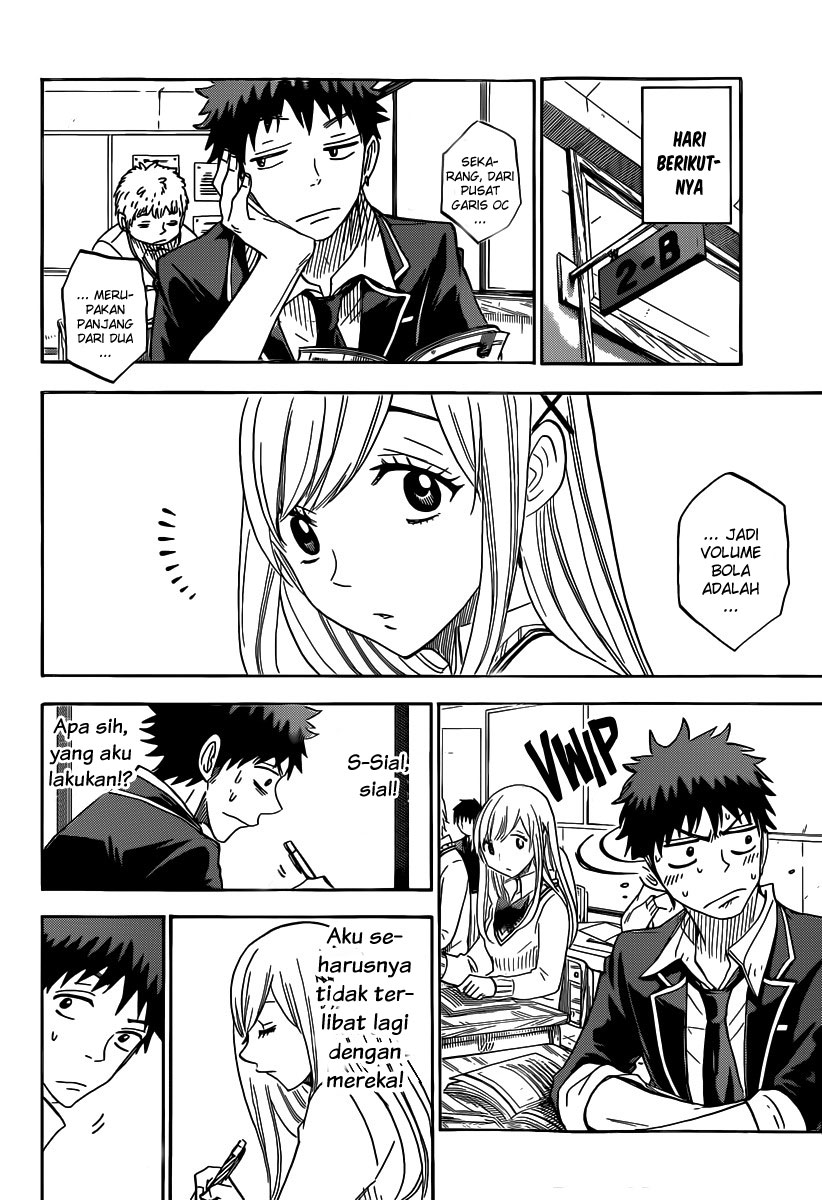 HARI
BERIKUT-
NYA
2-B
SEKA-
RANG, DARI
PUSAT
GARIS OC
...
... MERU-
PAKAN
PANJANG
DARI DUA
...
... JADI
VOLUME
BOLA
ADALAH
...
VWIP
S-Sial,
sial!
Apa sih,
yang aku
lakukan!?
Aku se-
harusnya
tidak ter-
libat lagi
dengan
mereka!